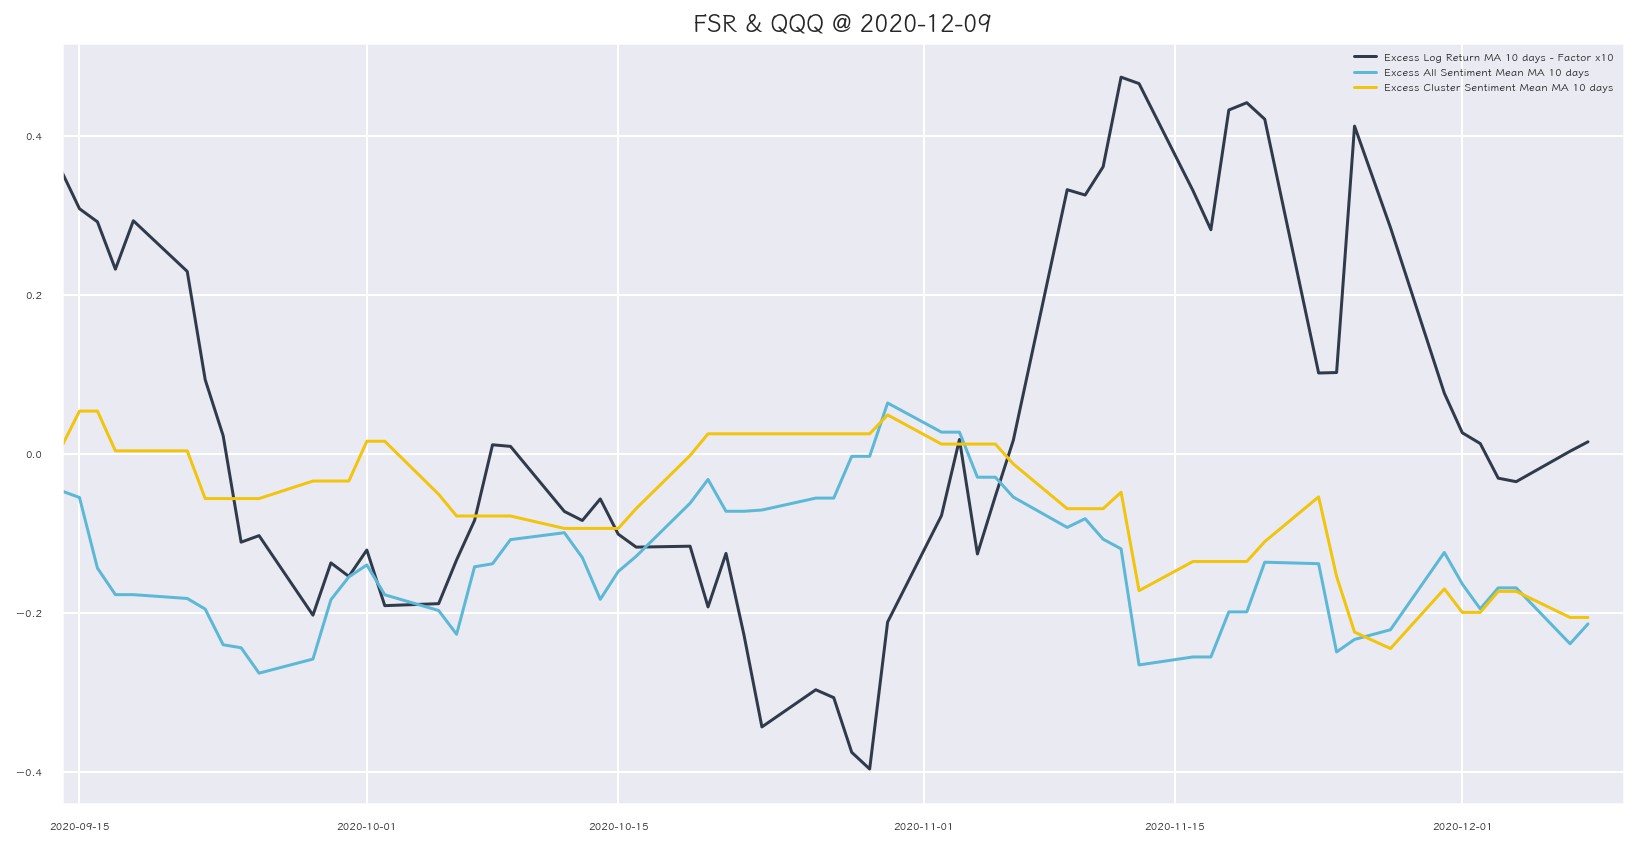 FSR & QQQ @ 2020-12-09
Excess Log Return MA 10 days - Factor x10
Excess All Sentiment Mean MA 10 days
Excess Cluster Sentiment Mean MA 10 days
0.4
0.2
0.0
−0.2
−0.4
2020-09-15 2020-10-01 2020-10-15 2020-11-01 2020-11-15 2020-12-01